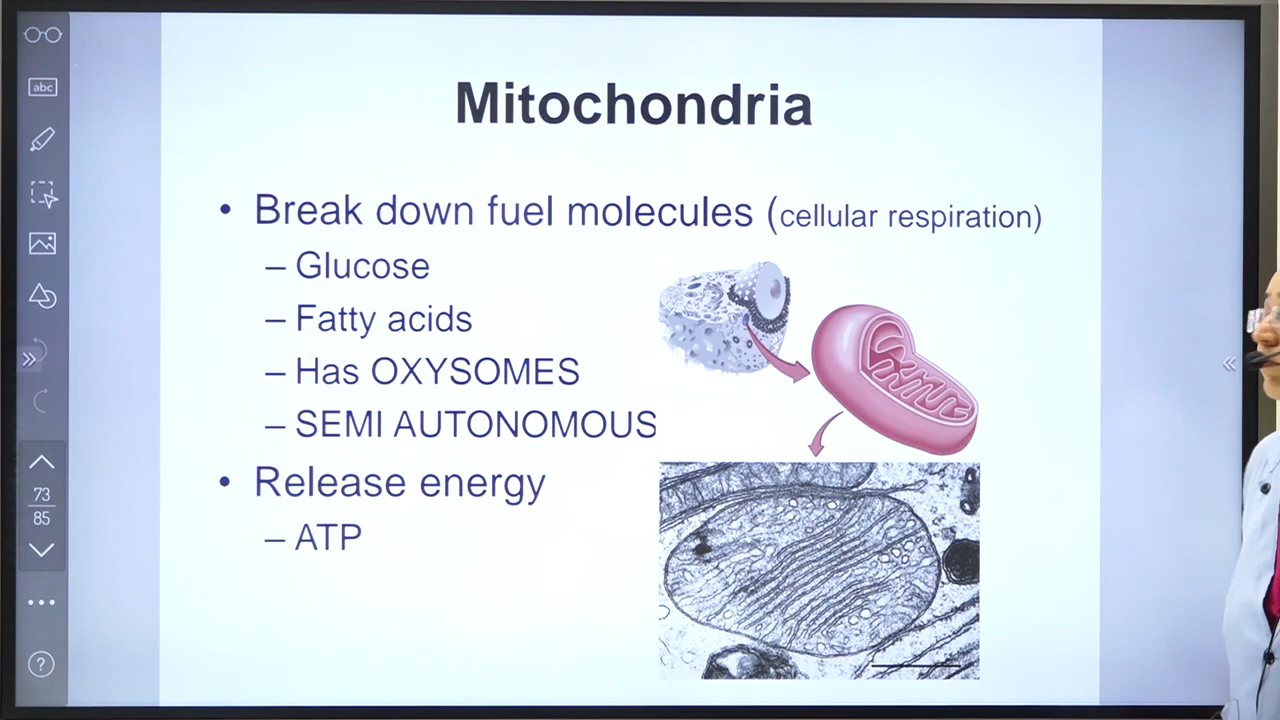 abc
Mitochondria
• Break down fuel molecules (cellular respiration)
– Glucose
– Fatty acids
– Has OXYSOMES
– SEMI AUTONOMOUS
• Release energy
– ATP
73
85
?